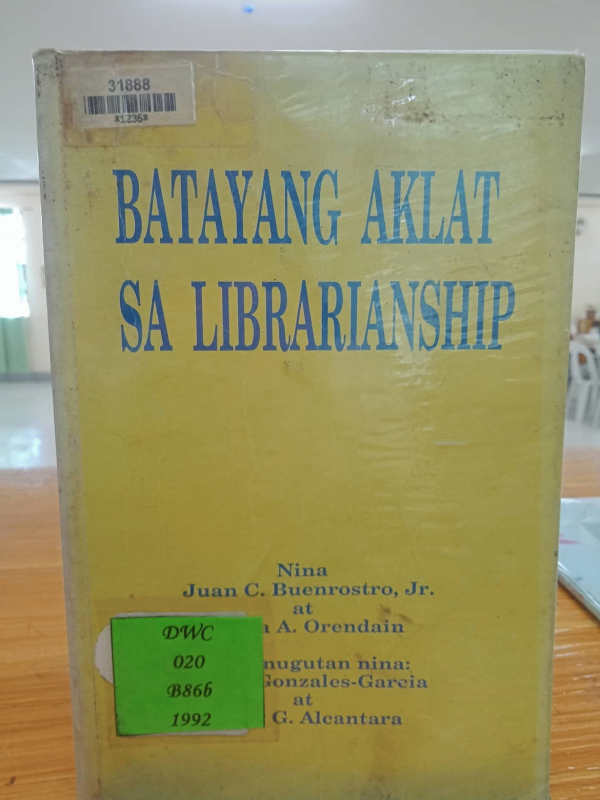 31888
*1236*
BATAYANG AKLAT
SA LIBRARIANSHIP
Nina
Juan C. Buenrostro, Jr.
at
A. Orendain
nina:
Gonzales-Garcia
at
G. Alcantara
DWC
020
B86b
1992